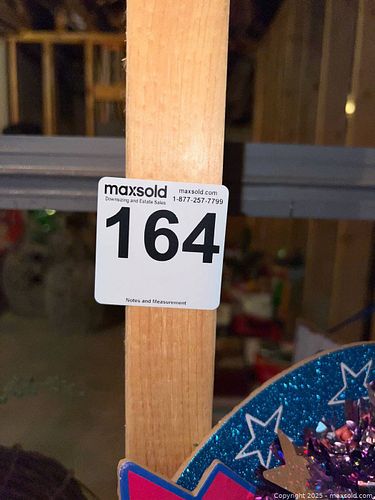 maxsold maxsold.com
Downsizing and Estate Sales 1-877-257-7799
164
Notes and Measurement
Copyright 2025 - maxsold.com